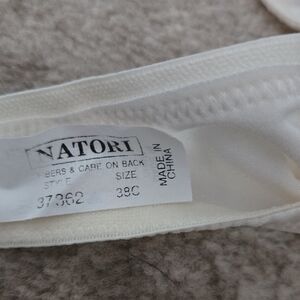 NATORI
BERS & CARE ON BACK
STYLE SIZE
37362 38C
MADE IN
CHINA